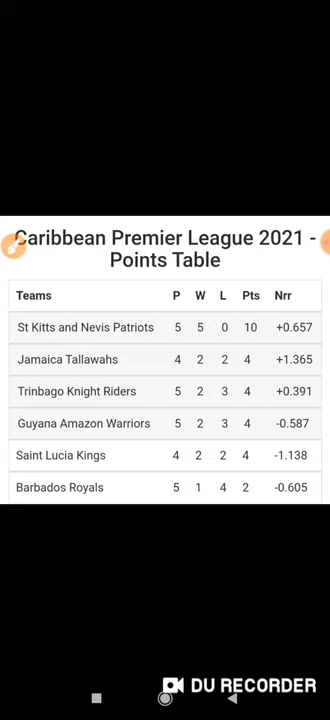 Caribbean Premier League 2021 -
Points Table
Teams P W L Pts Nrr
St Kitts and Nevis Patriots 5 5 0 10 +0.657
Jamaica Tallawahs 4 2 2 4 +1.365
Trinbago Knight Riders 5 2 3 4 +0.391
Guyana Amazon Warriors 5 2 3 4 -0.587
Saint Lucia Kings 4 2 2 4 -1.138
Barbados Royals 5 1 4 2 -0.605
DU RECORDER